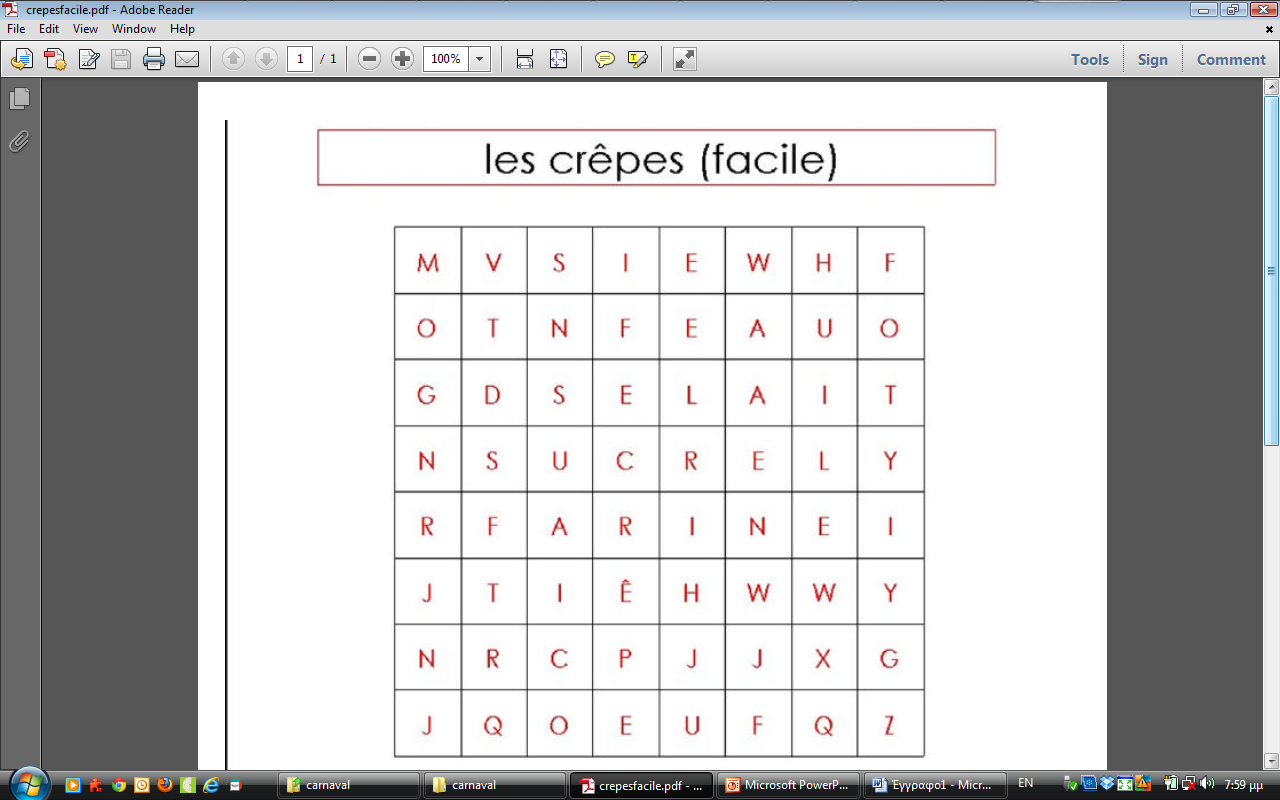 crepesfacile.pdf - Adobe Reader
File Edit View Window Help
1 / 1 100% Tools Sign Comment
les crêpes (facile)
M V S I E W H F
O T N F E A U O
G D S E L A I T
N S U C R E L Y
R F A R I N E I
J T I Ê H W W Y
N R C P J J X G
J Q O E U F Q Z
carnaval carnaval crepesfacile.pdf - ... Microsoft PowerP... Έγγραφο1 - Micr... EN 7:59 μμ